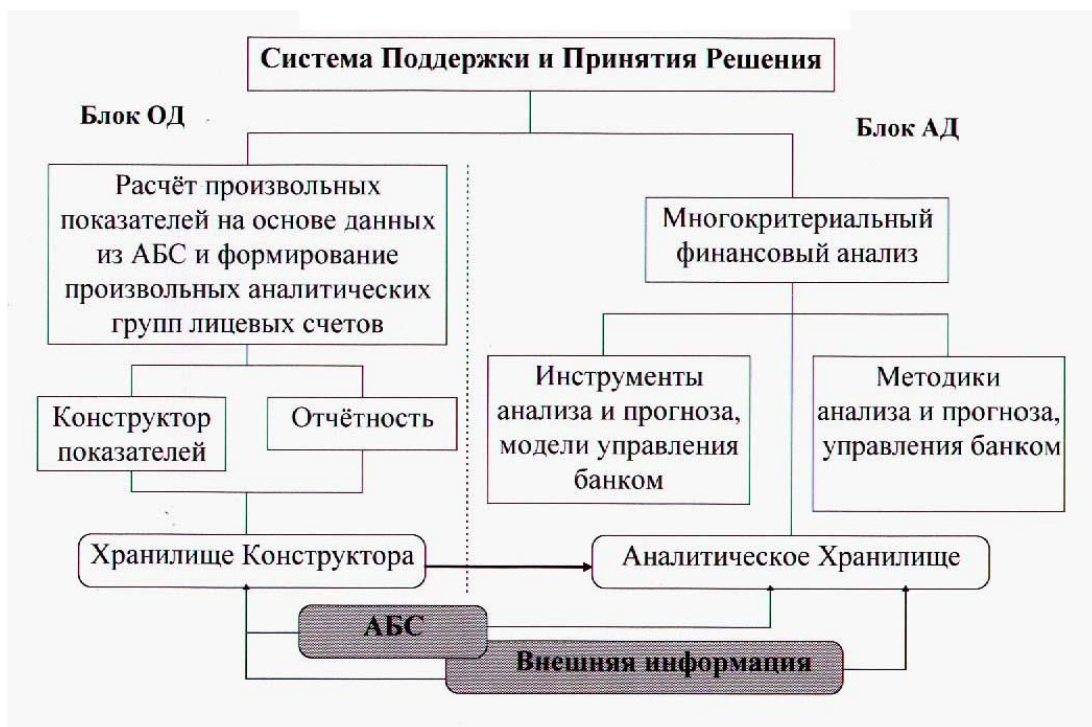 Система Поддержки и Принятия Решения
Блок ОД
Блок АД
Расчёт произвольных
показателей на основе данных
из АБС и формирование
произвольных аналитических
групп лицевых счетов
Многокритериальный
финансовый анализ
Конструктор
показателей
Отчётность
Инструменты
анализа и прогноза,
модели управления
банком
Методики
анализа и прогноза,
управления банком
Хранилище Конструктора
Аналитическое Хранилище
АБС
Внешняя информация